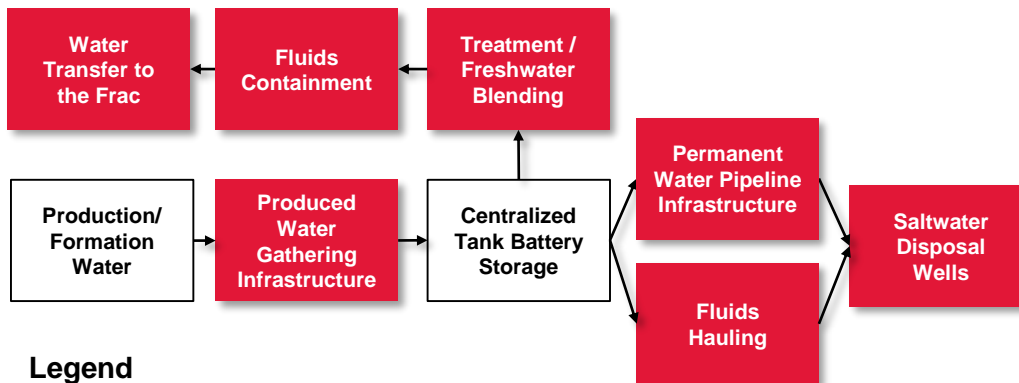 Water
Transfer to
the Frac
Fluids
Containment
Treatment /
Freshwater
Blending
Production/
Formation
Water
Produced
Water
Gathering
Infrastructure
Centralized
Tank Battery
Storage
Permanent
Water Pipeline
Infrastructure
Fluids
Hauling
Saltwater
Disposal
Wells
Legend